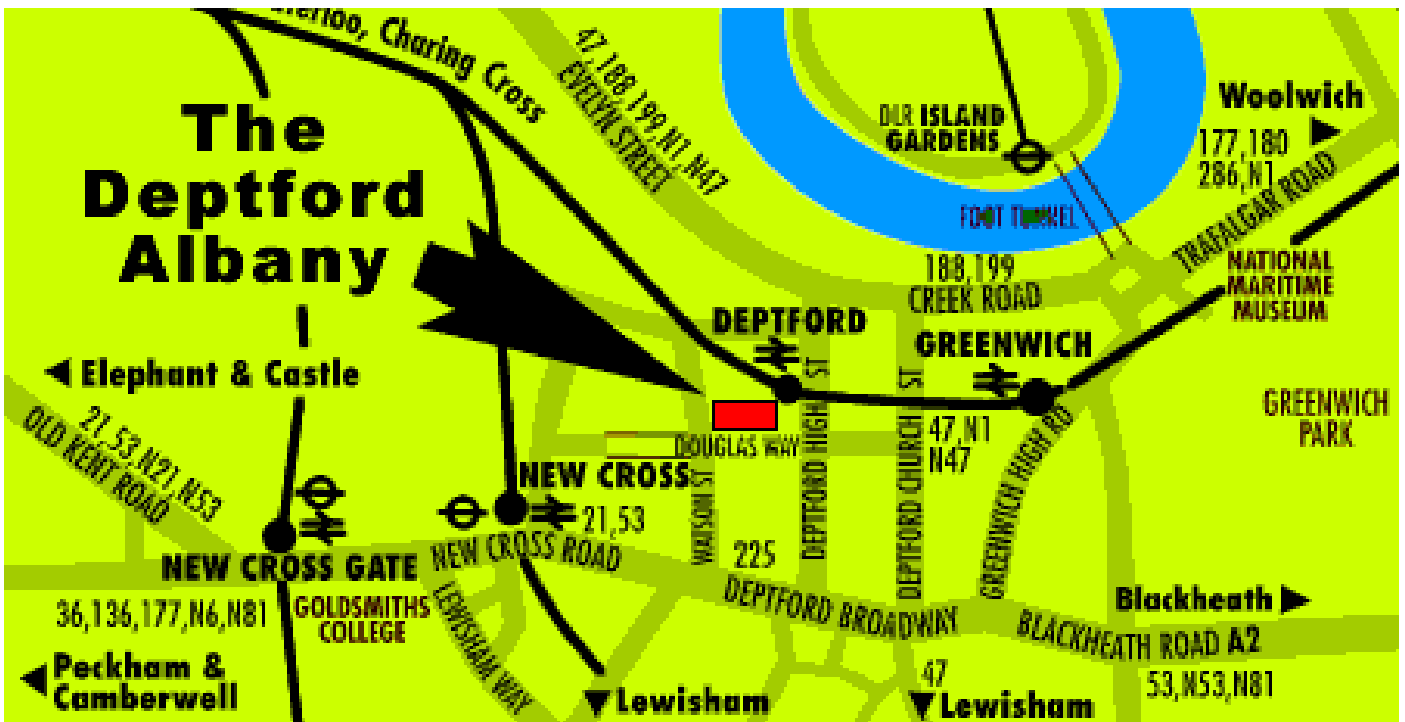 Waterloo, Charing Cross
47,188,199,N1,N47
EVELYN STREET
The
Deptford
Albany
DLR ISLAND
GARDENS
FOOT TUNNEL
Woolwich
177,180
286,N1
TRAFALGAR ROAD
188,199
CREEK ROAD
NATIONAL
MARITIME
MUSEUM
DEPTFORD
GREENWICH
Elephant & Castle
21,53,N21,N53
OLD KENT ROAD
GREENWICH
PARK
47,N1
N47
DOUGLAS WAY
WATSON ST
DEPTFORD HIGH ST
DEPTFORD CHURCH ST
GREENWICH HIGH RD
NEW CROSS
21,53
NEW CROSS GATE
NEW CROSS ROAD
225
36,136,177,N6,N81
GOLDSMITHS
COLLEGE
LEWISHAM WAY
DEPTFORD BROADWAY
BLACKHEATH ROAD A2
Blackheath
53,N53,N81
Peckham &
Camberwell
Lewisham
47
Lewisham